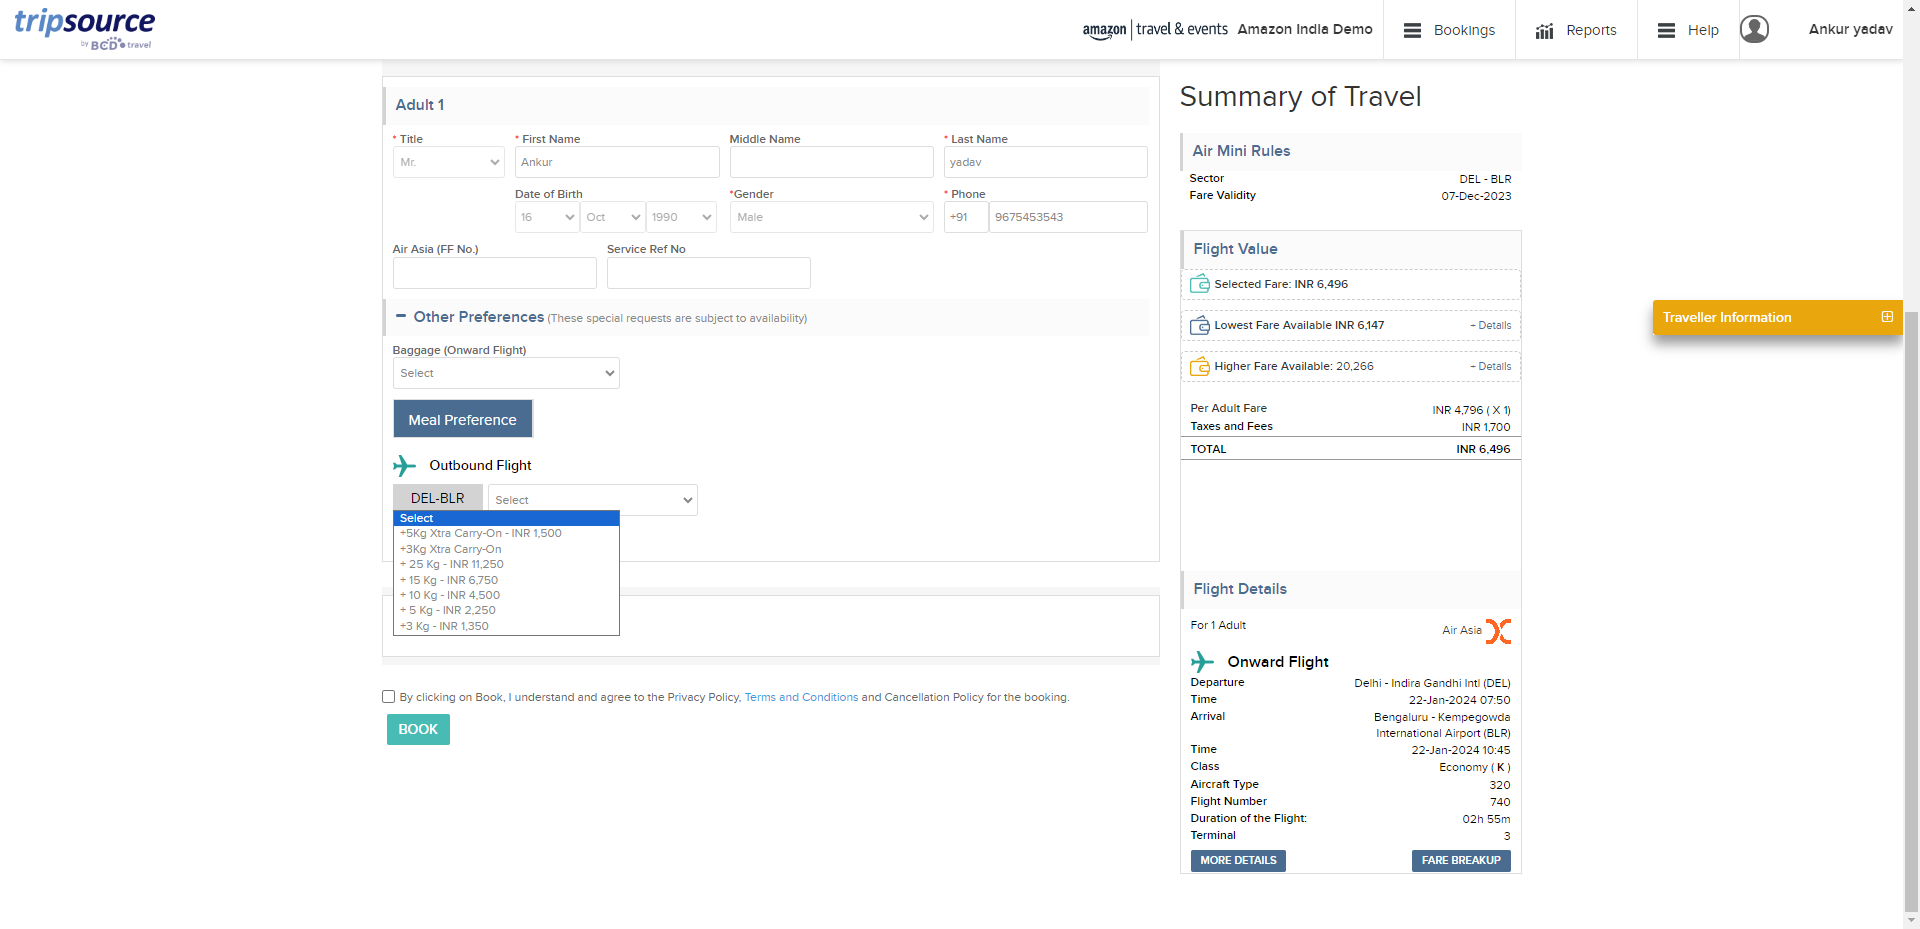 tripsource
by BCD travel
amazon | travel & events Amazon India Demo
Bookings
Reports
Help
Ankur yadav
Adult 1
* Title
* First Name
Middle Name
* Last Name
Mr.
Ankur
yadav
Date of Birth
*Gender
* Phone
16
Oct
1990
Male
+91
9675453543
Air Asia (FF No.)
Service Ref No
− Other Preferences (These special requests are subject to availability)
Baggage (Onward Flight)
Select
Meal Preference
Outbound Flight
DEL-BLR
Select
Select
+5Kg Xtra Carry-On - INR 1,500
+3Kg Xtra Carry-On
+ 25 Kg - INR 11,250
+ 15 Kg - INR 6,750
+ 10 Kg - INR 4,500
+ 5 Kg - INR 2,250
+3 Kg - INR 1,350
By clicking on Book, I understand and agree to the Privacy Policy, Terms and Conditions and Cancellation Policy for the booking.
BOOK
Summary of Travel
Air Mini Rules
Sector DEL - BLR
Fare Validity 07-Dec-2023
Flight Value
Selected Fare: INR 6,496
Lowest Fare Available INR 6,147 + Details
Higher Fare Available: 20,266 + Details
Per Adult Fare INR 4,796 ( X 1)
Taxes and Fees INR 1,700
TOTAL INR 6,496
Flight Details
For 1 Adult Air Asia
Onward Flight
Departure Delhi - Indira Gandhi Intl (DEL)
Time 22-Jan-2024 07:50
Arrival Bengaluru - Kempegowda
International Airport (BLR)
Time 22-Jan-2024 10:45
Class Economy ( K )
Aircraft Type 320
Flight Number 740
Duration of the Flight: 02h 55m
Terminal 3
MORE DETAILS
FARE BREAKUP
Traveller Information